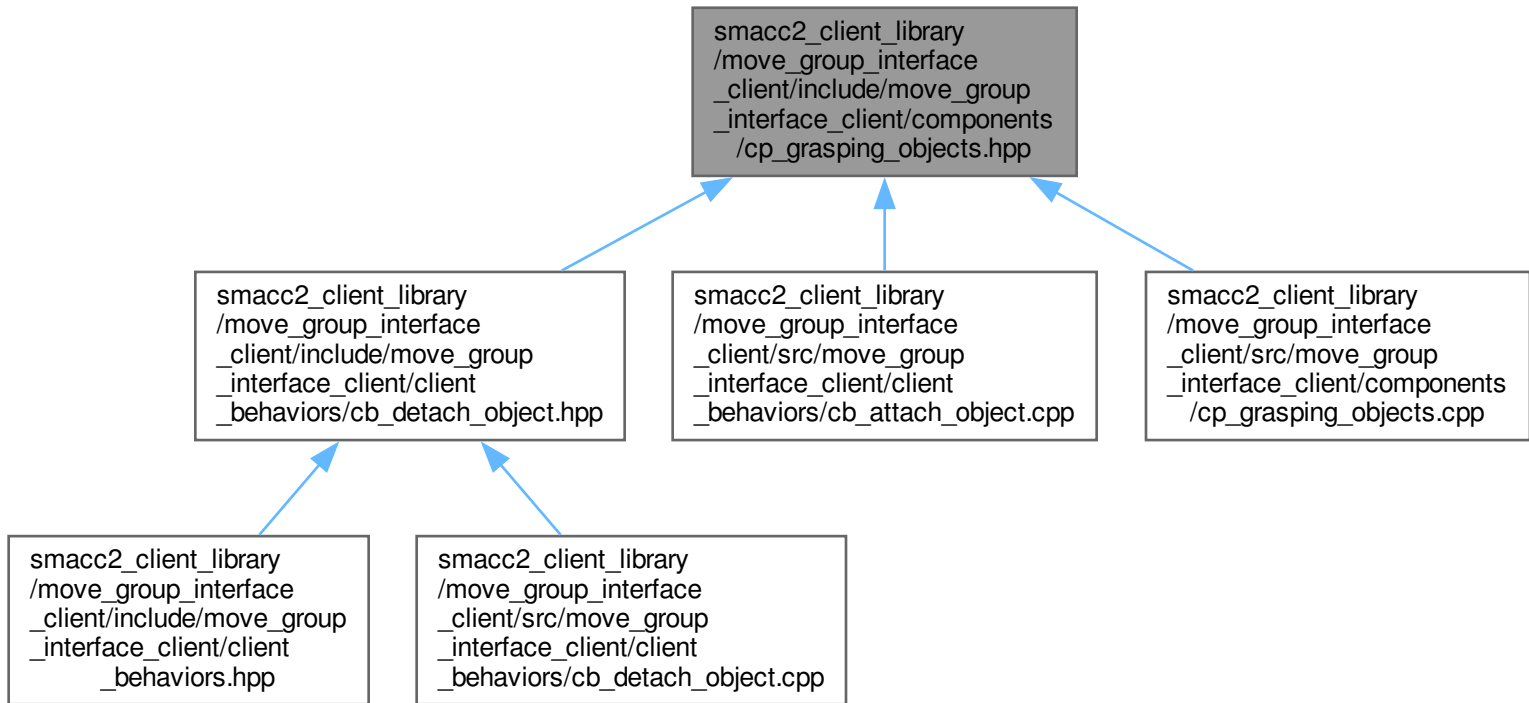 smacc2_client_library
/move_group_interface
_client/include/move_group
_interface_client/components
/cp_grasping_objects.hpp
smacc2_client_library
/move_group_interface
_client/include/move_group
_interface_client/client
_behaviors/cb_detach_object.hpp
smacc2_client_library
/move_group_interface
_client/src/move_group
_interface_client/client
_behaviors/cb_attach_object.cpp
smacc2_client_library
/move_group_interface
_client/src/move_group
_interface_client/components
/cp_grasping_objects.cpp
smacc2_client_library
/move_group_interface
_client/include/move_group
_interface_client/client
_behaviors.hpp
smacc2_client_library
/move_group_interface
_client/src/move_group
_interface_client/client
_behaviors/cb_detach_object.cpp